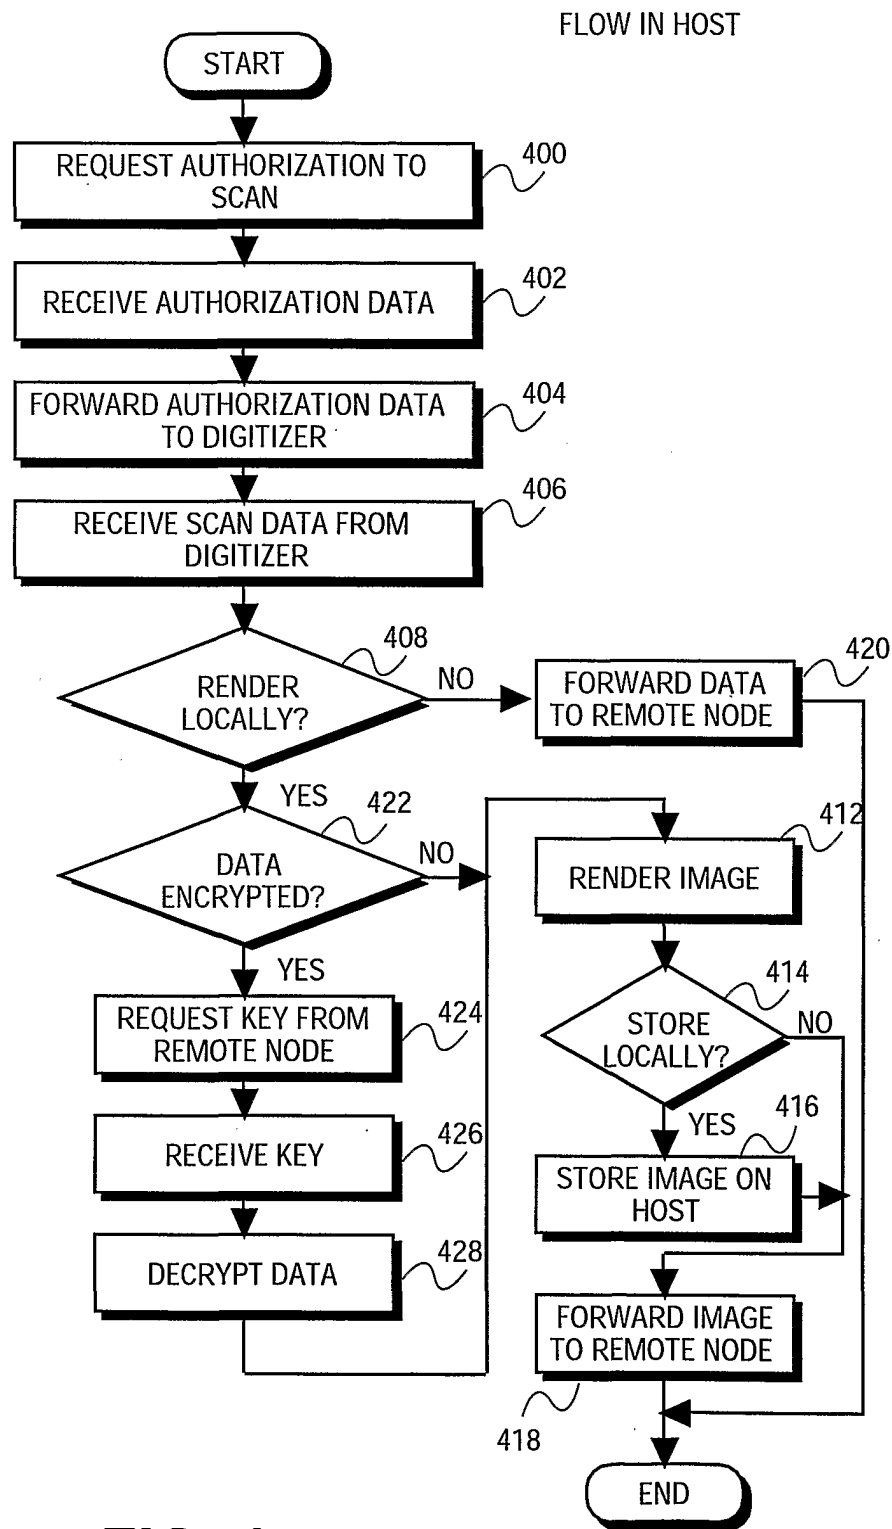 FLOW IN HOST
START
REQUEST AUTHORIZATION TO
SCAN
400
RECEIVE AUTHORIZATION DATA
402
FORWARD AUTHORIZATION DATA
TO DIGITIZER
404
RECEIVE SCAN DATA FROM
DIGITIZER
406
RENDER
LOCALLY?
408
NO
FORWARD DATA
TO REMOTE NODE
420
YES
DATA
ENCRYPTED?
422
NO
YES
REQUEST KEY FROM
REMOTE NODE
424
RECEIVE KEY
426
DECRYPT DATA
428
RENDER IMAGE
412
STORE
LOCALLY?
414
NO
YES
STORE IMAGE ON
HOST
416
FORWARD IMAGE
TO REMOTE NODE
418
END